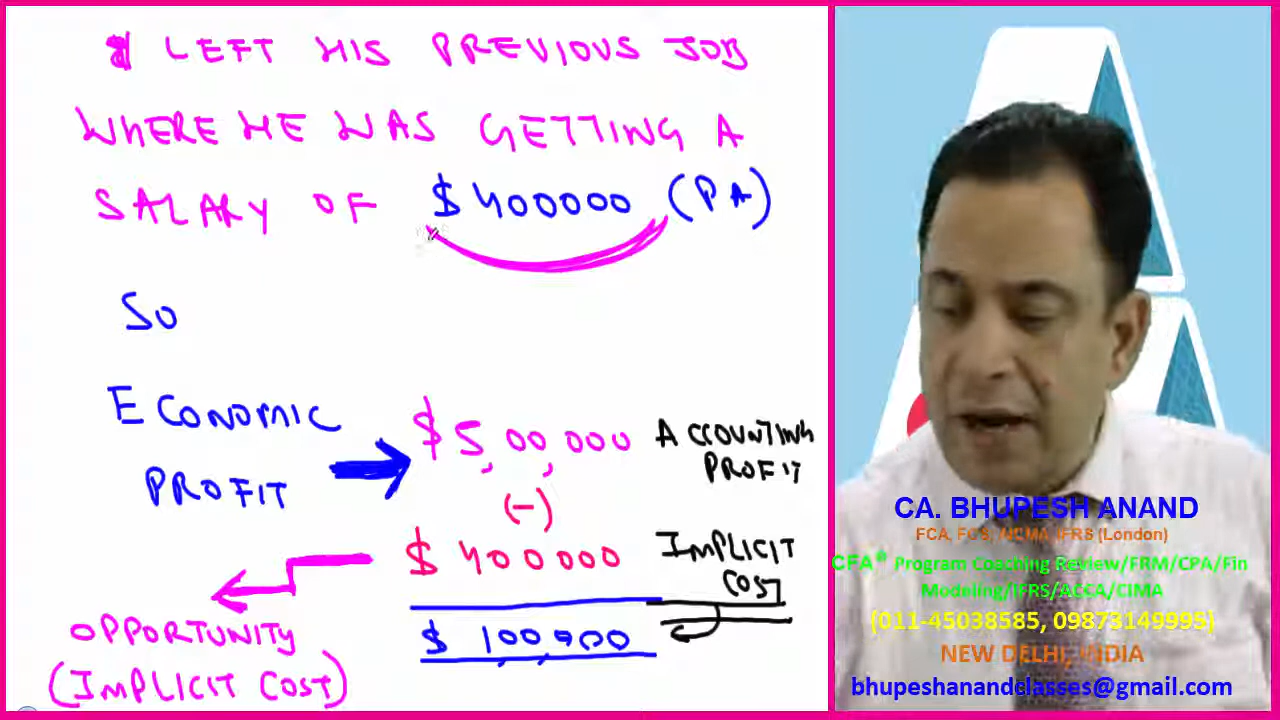 LEFT HIS PREVIOUS JOB
WHERE HE WAS GETTING A
SALARY OF $400000 (PA)
SO
ECONOMIC
PROFIT
$5,00,000
ACCOUNTING
PROFIT
(-)
$ 400000
IMPLICIT
COST
$ 100,000
OPPORTUNITY
(IMPLICIT COST)
CA. BHUPESH ANAND
FCA, FCS, NCMA, IFRS (London)
CFA® Program Coaching Review/FRM/CPA/Fin
Modeling/IFRS/ACCA/CIMA
(011-45038585, 09873149995)
NEW DELHI, INDIA
bhupeshanandclasses@gmail.com